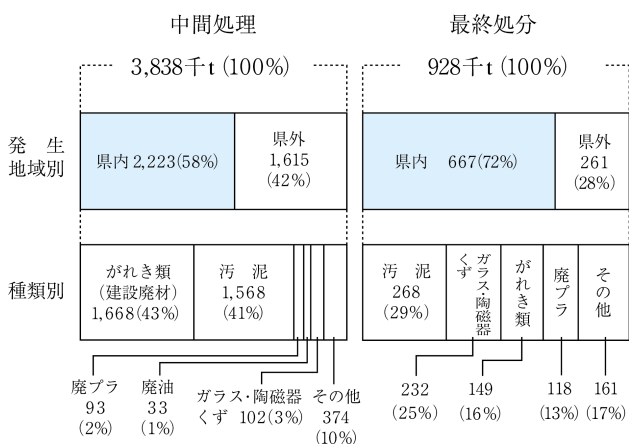 中間処理
最終処分
3,838千t (100%)
928千t (100%)
発生
地域別
県内 2,223(58%)
県外
1,615
(42%)
県内 667(72%)
県外
261
(28%)
種類別
がれき類
(建設廃材)
1,668(43%)
汚泥
1,568
(41%)
汚泥
268
(29%)
ガラス・陶磁器
くず
がれき類
廃プラ
その他
廃プラ
93
(2%)
廃油
33
(1%)
ガラス・陶磁器
くず 102(3%)
その他
374
(10%)
232
(25%)
149
(16%)
118
(13%)
161
(17%)